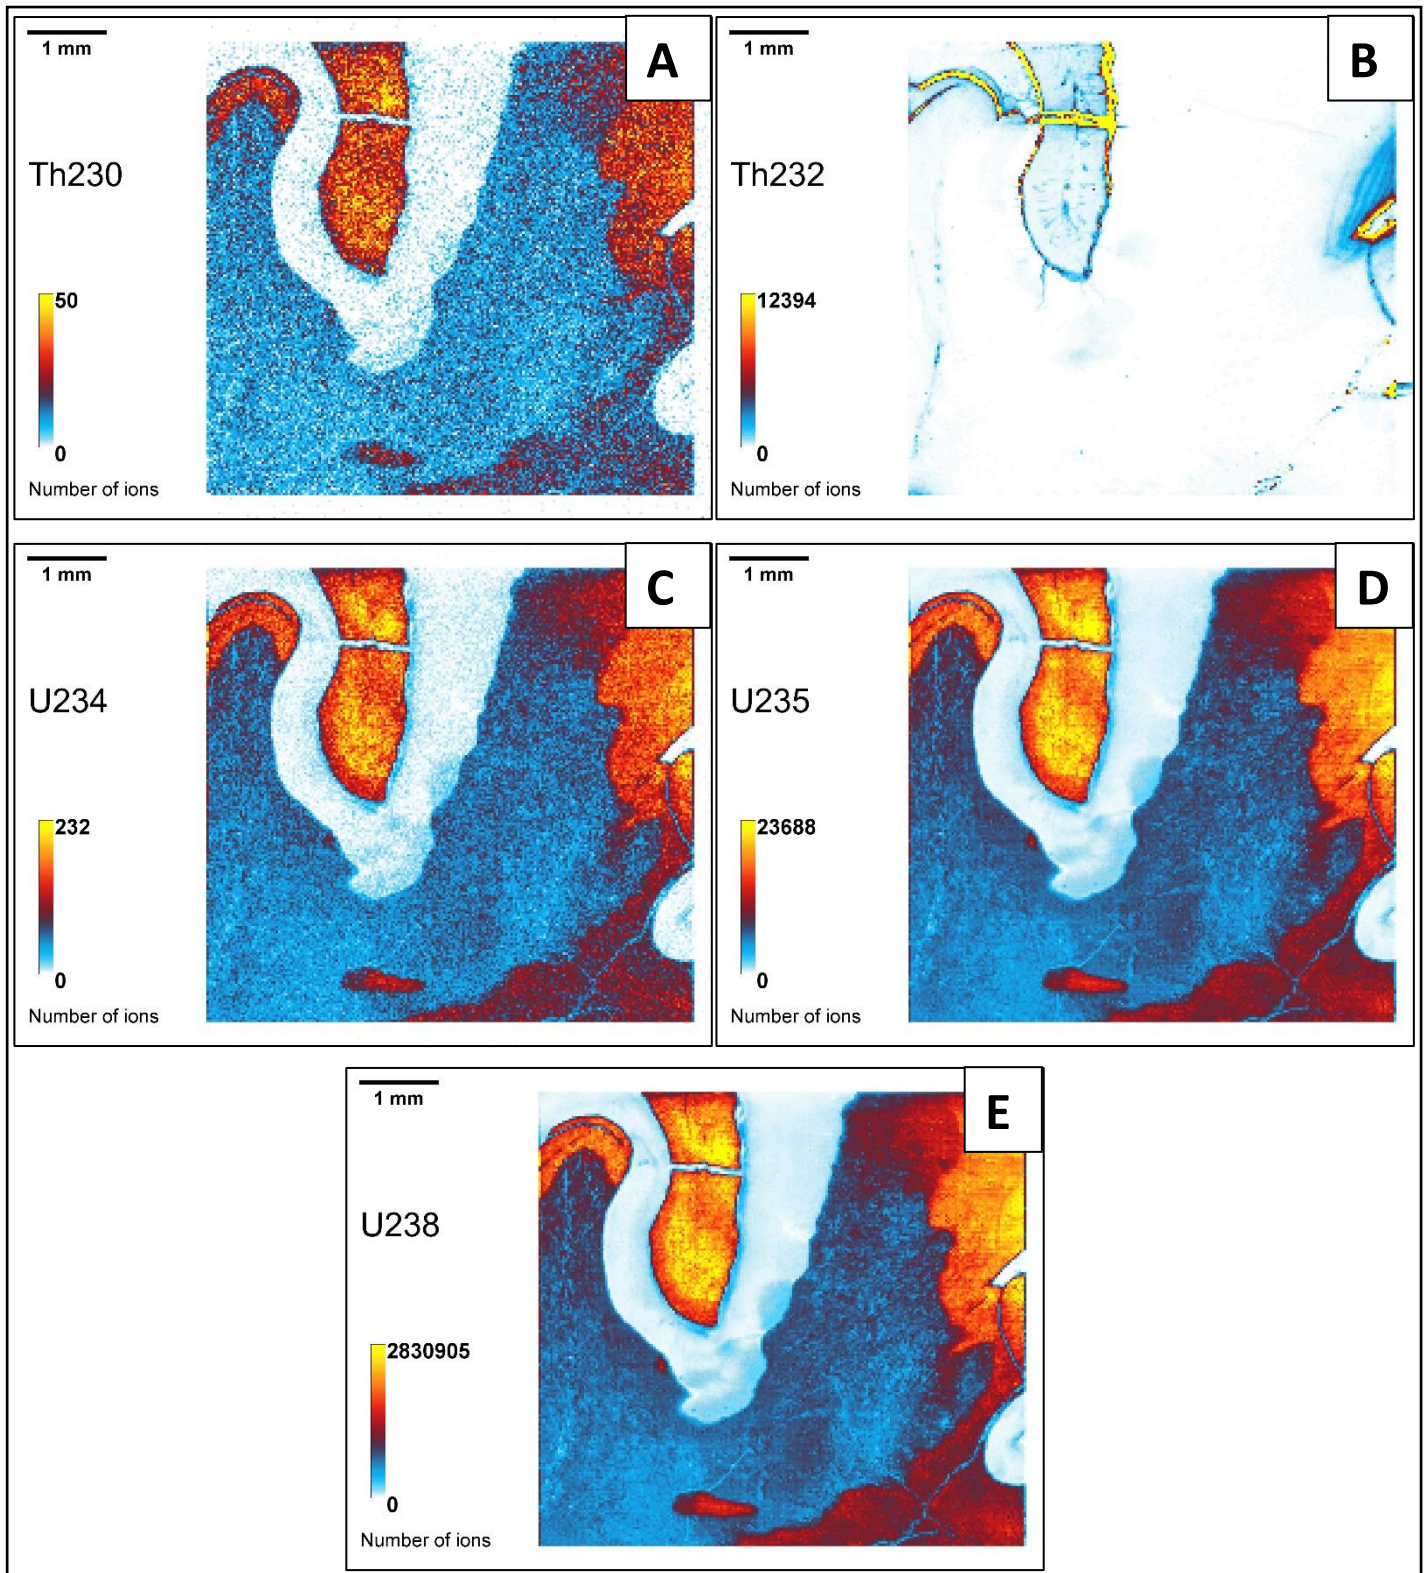 1 mm
A
Th230
50
0
Number of ions
1 mm
B
Th232
12394
0
Number of ions
1 mm
C
U234
232
0
Number of ions
1 mm
D
U235
23688
0
Number of ions
1 mm
E
U238
2830905
0
Number of ions